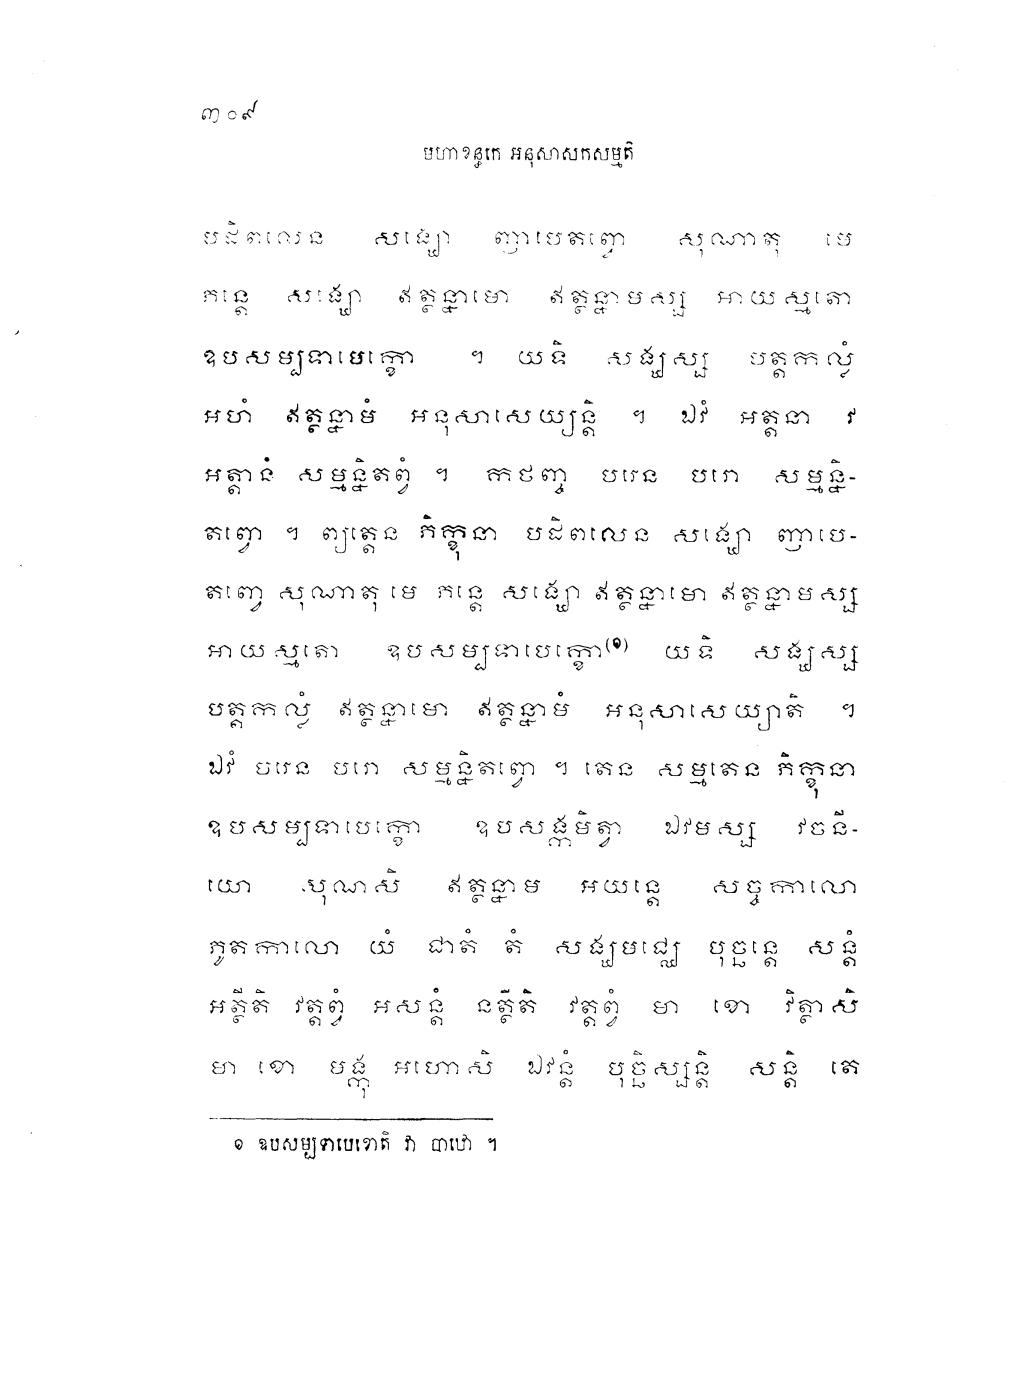 ៣០៩
មហាខន្ធកេ អនុសាសកសម្មតិ
បដិពលេន សង្ឃោ ញាបេតព្ពោ សុណាតុ មេ
ភន្តេ សង្ឃោ ឥត្ថន្នាមោ ឥត្ថន្នាមស្ស អាយស្មតោ
ឧបសម្បទាបេក្ខោ ។ យទិ សង្ឃស្ស បត្តកល្លំ
អហំ ឥត្ថន្នាមំ អនុសាសេយ្យន្តិ ។ ឯវំ អត្តនា វ
អត្តានំ សម្មន្និតព្វំ ។ កថញ្ច បរេន បរោ សម្មន្និ-
តព្វោ ។ ព្យត្តេន ភិក្ខុនា បដិពលេន សង្ឃោ ញាបេ-
តព្វោ សុណាតុ មេ ភន្តេ សង្ឃោ ឥត្ថន្នាមោ ឥត្ថន្នាមស្ស
អាយស្មតោ ឧបសម្បទាបេក្ខោ(១) យទិ សង្ឃស្ស
បត្តកល្លំ ឥត្ថន្នាមោ ឥត្ថន្នាមំ អនុសាសេយ្យាតិ ។
ឯវំ បរេន បរោ សម្មន្និតព្វោ ។ តេន សម្មតេន ភិក្ខុនា
ឧបសម្បទាបេក្ខោ ឧបសង្កមិត្វា ឯវមស្ស វចនី-
យោ សុណសិ ឥត្ថន្នាម អយន្តេ សច្ចកាលោ
ភូតកាលោ យំ ជាតំ តំ សង្ឃមជ្ឈេ បុច្ឆន្តេ សន្តំ
អត្ថីតិ វត្តព្វំ អសន្តំ នត្ថីតិ វត្តព្វំ មា ខោ វិត្ថាសិ
មា ខោ មង្កុ អហោសិ ឯវន្តំ បុច្ឆិស្សន្តិ សន្តិ តេ
១ ឧបសម្បទាបេខោតិ វា បាឋោ ។